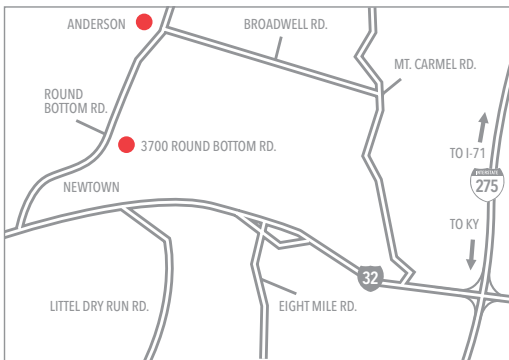 ANDERSON
BROADWELL RD.
MT. CARMEL RD.
ROUND
BOTTOM RD.
3700 ROUND BOTTOM RD.
TO I-71
INTERSTATE
275
NEWTOWN
TO KY
32
LITTEL DRY RUN RD.
EIGHT MILE RD.